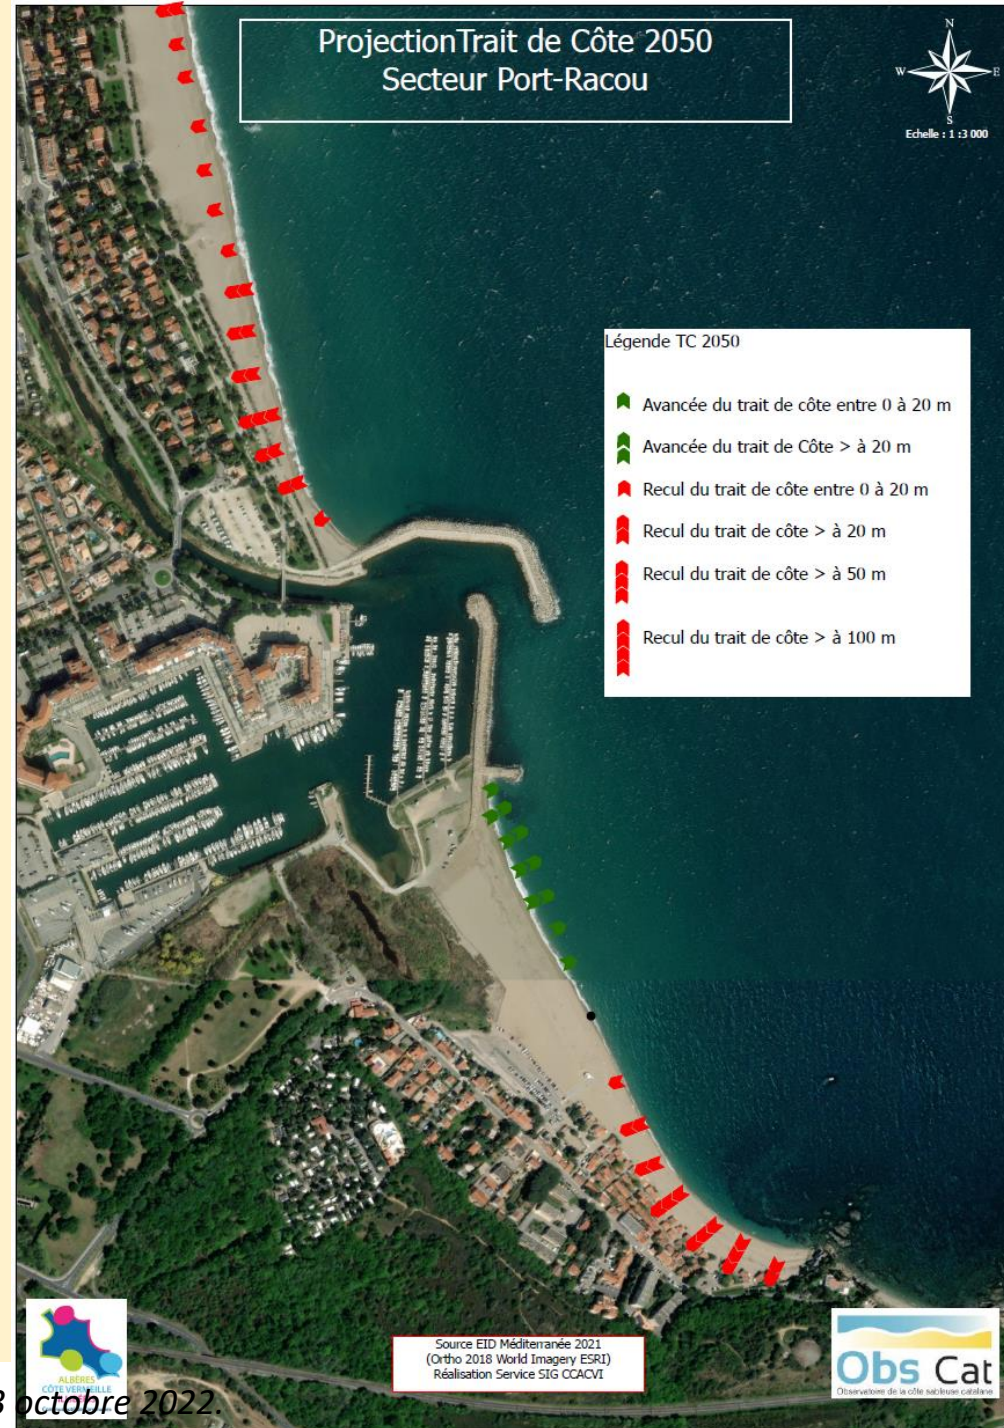 ProjectionTrait de Côte 2050
Secteur Port-Racou
N
W
E
S
Echelle : 1 :3 000
Légende TC 2050
Avancée du trait de côte entre 0 à 20 m
Avancée du trait de Côte > à 20 m
Recul du trait de côte entre 0 à 20 m
Recul du trait de côte > à 20 m
Recul du trait de côte > à 50 m
Recul du trait de côte > à 100 m
Source EID Méditerranée 2021
(Ortho 2018 World Imagery ESRI)
Réalisation Service SIG CCACVI
ALBÈRES
CÔTE VERMEILLE
Obs Cat
Observatoire de la côte sableuse catalane
octobre 2022.